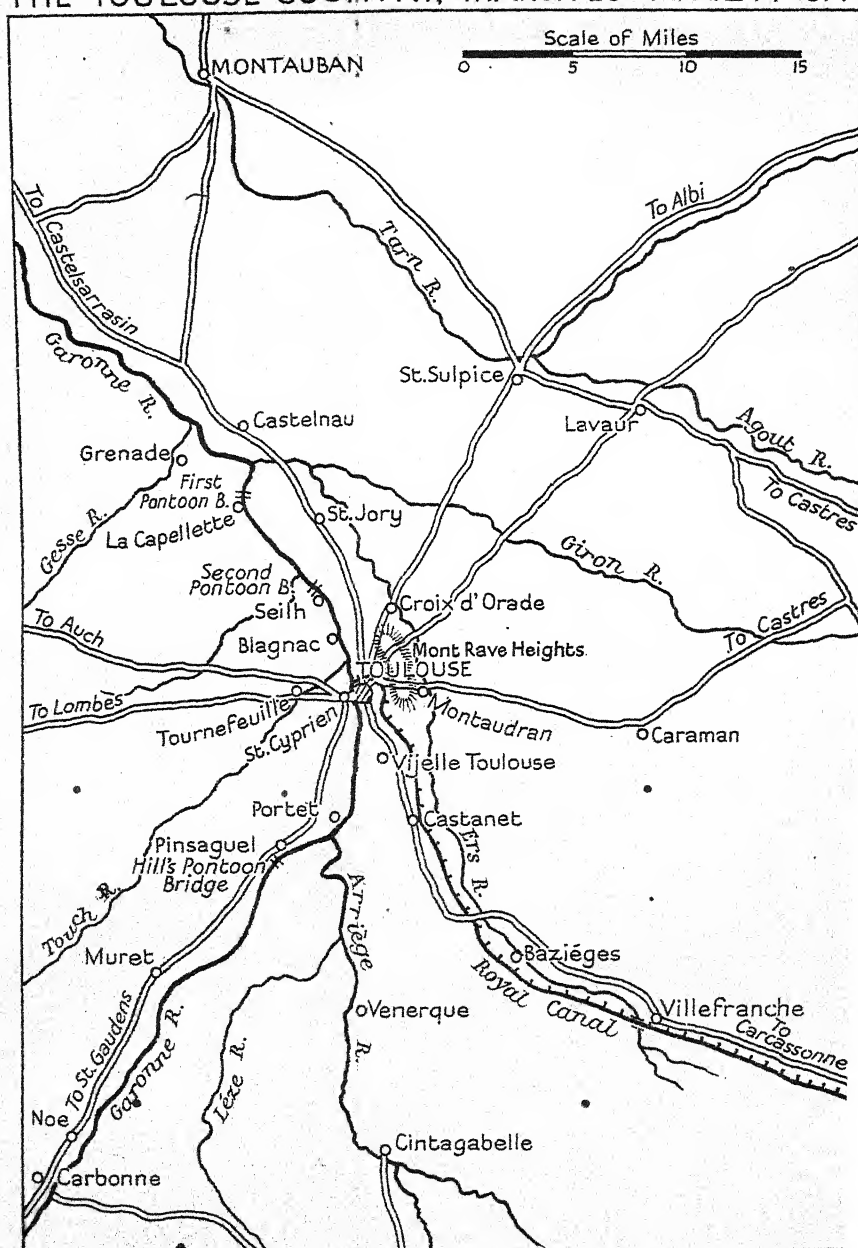 THE TOULOUSE COUNTRY, MARCH
Scale of Miles
0 5 10 15
MONTAUBAN
To Castelsarrasin
Tarn R.
To Albi
Garonne R.
St. Sulpice
Lavaur
Agout R.
To Castres
Castelnau
Grenade
First
Pontoon B.
La Capellette
Gesse R.
St. Jory
Giron R.
Second
Pontoon B.
Seilh
Croix d'Orade
To Auch
Blagnac
Mont Rave Heights
To Castres
TOULOUSE
To Lombes
Tournefeuille
St. Cyprien
Montaudran
Caraman
Vijelle Toulouse
Portet
Castanet
Pinsaguel
Hill's Pontoon
Bridge
Ers R.
Touch R.
Arriège R.
Muret
Baziéges
Royal Canal
Venerque
Villefranche
To
Carcassonne
To St. Gaudens
Garonne R.
Léze R.
Noe
Cintagabelle
Carbonne